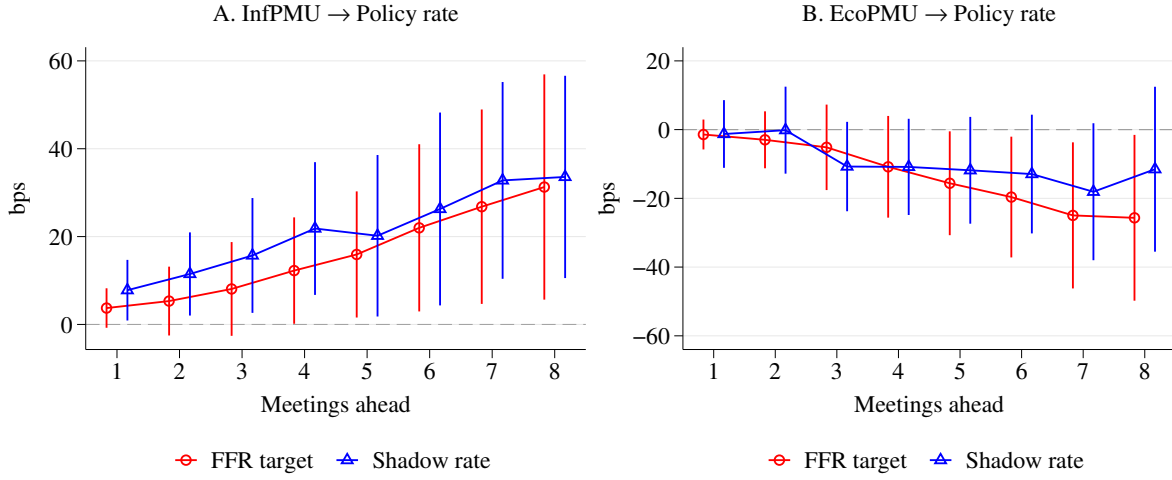 A. InfPMU → Policy rate
60
40
20
0
bps
1 2 3 4 5 6 7 8
Meetings ahead
FFR target Shadow rate
B. EcoPMU → Policy rate
20
0
−20
−40
−60
bps
1 2 3 4 5 6 7 8
Meetings ahead
FFR target Shadow rate